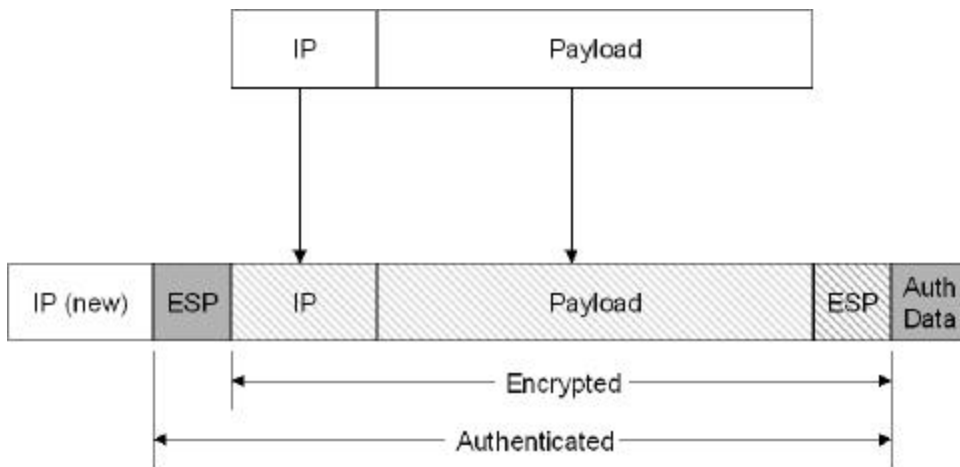 IP Payload
IP (new) ESP IP Payload ESP Auth Data
Encrypted
Authenticated